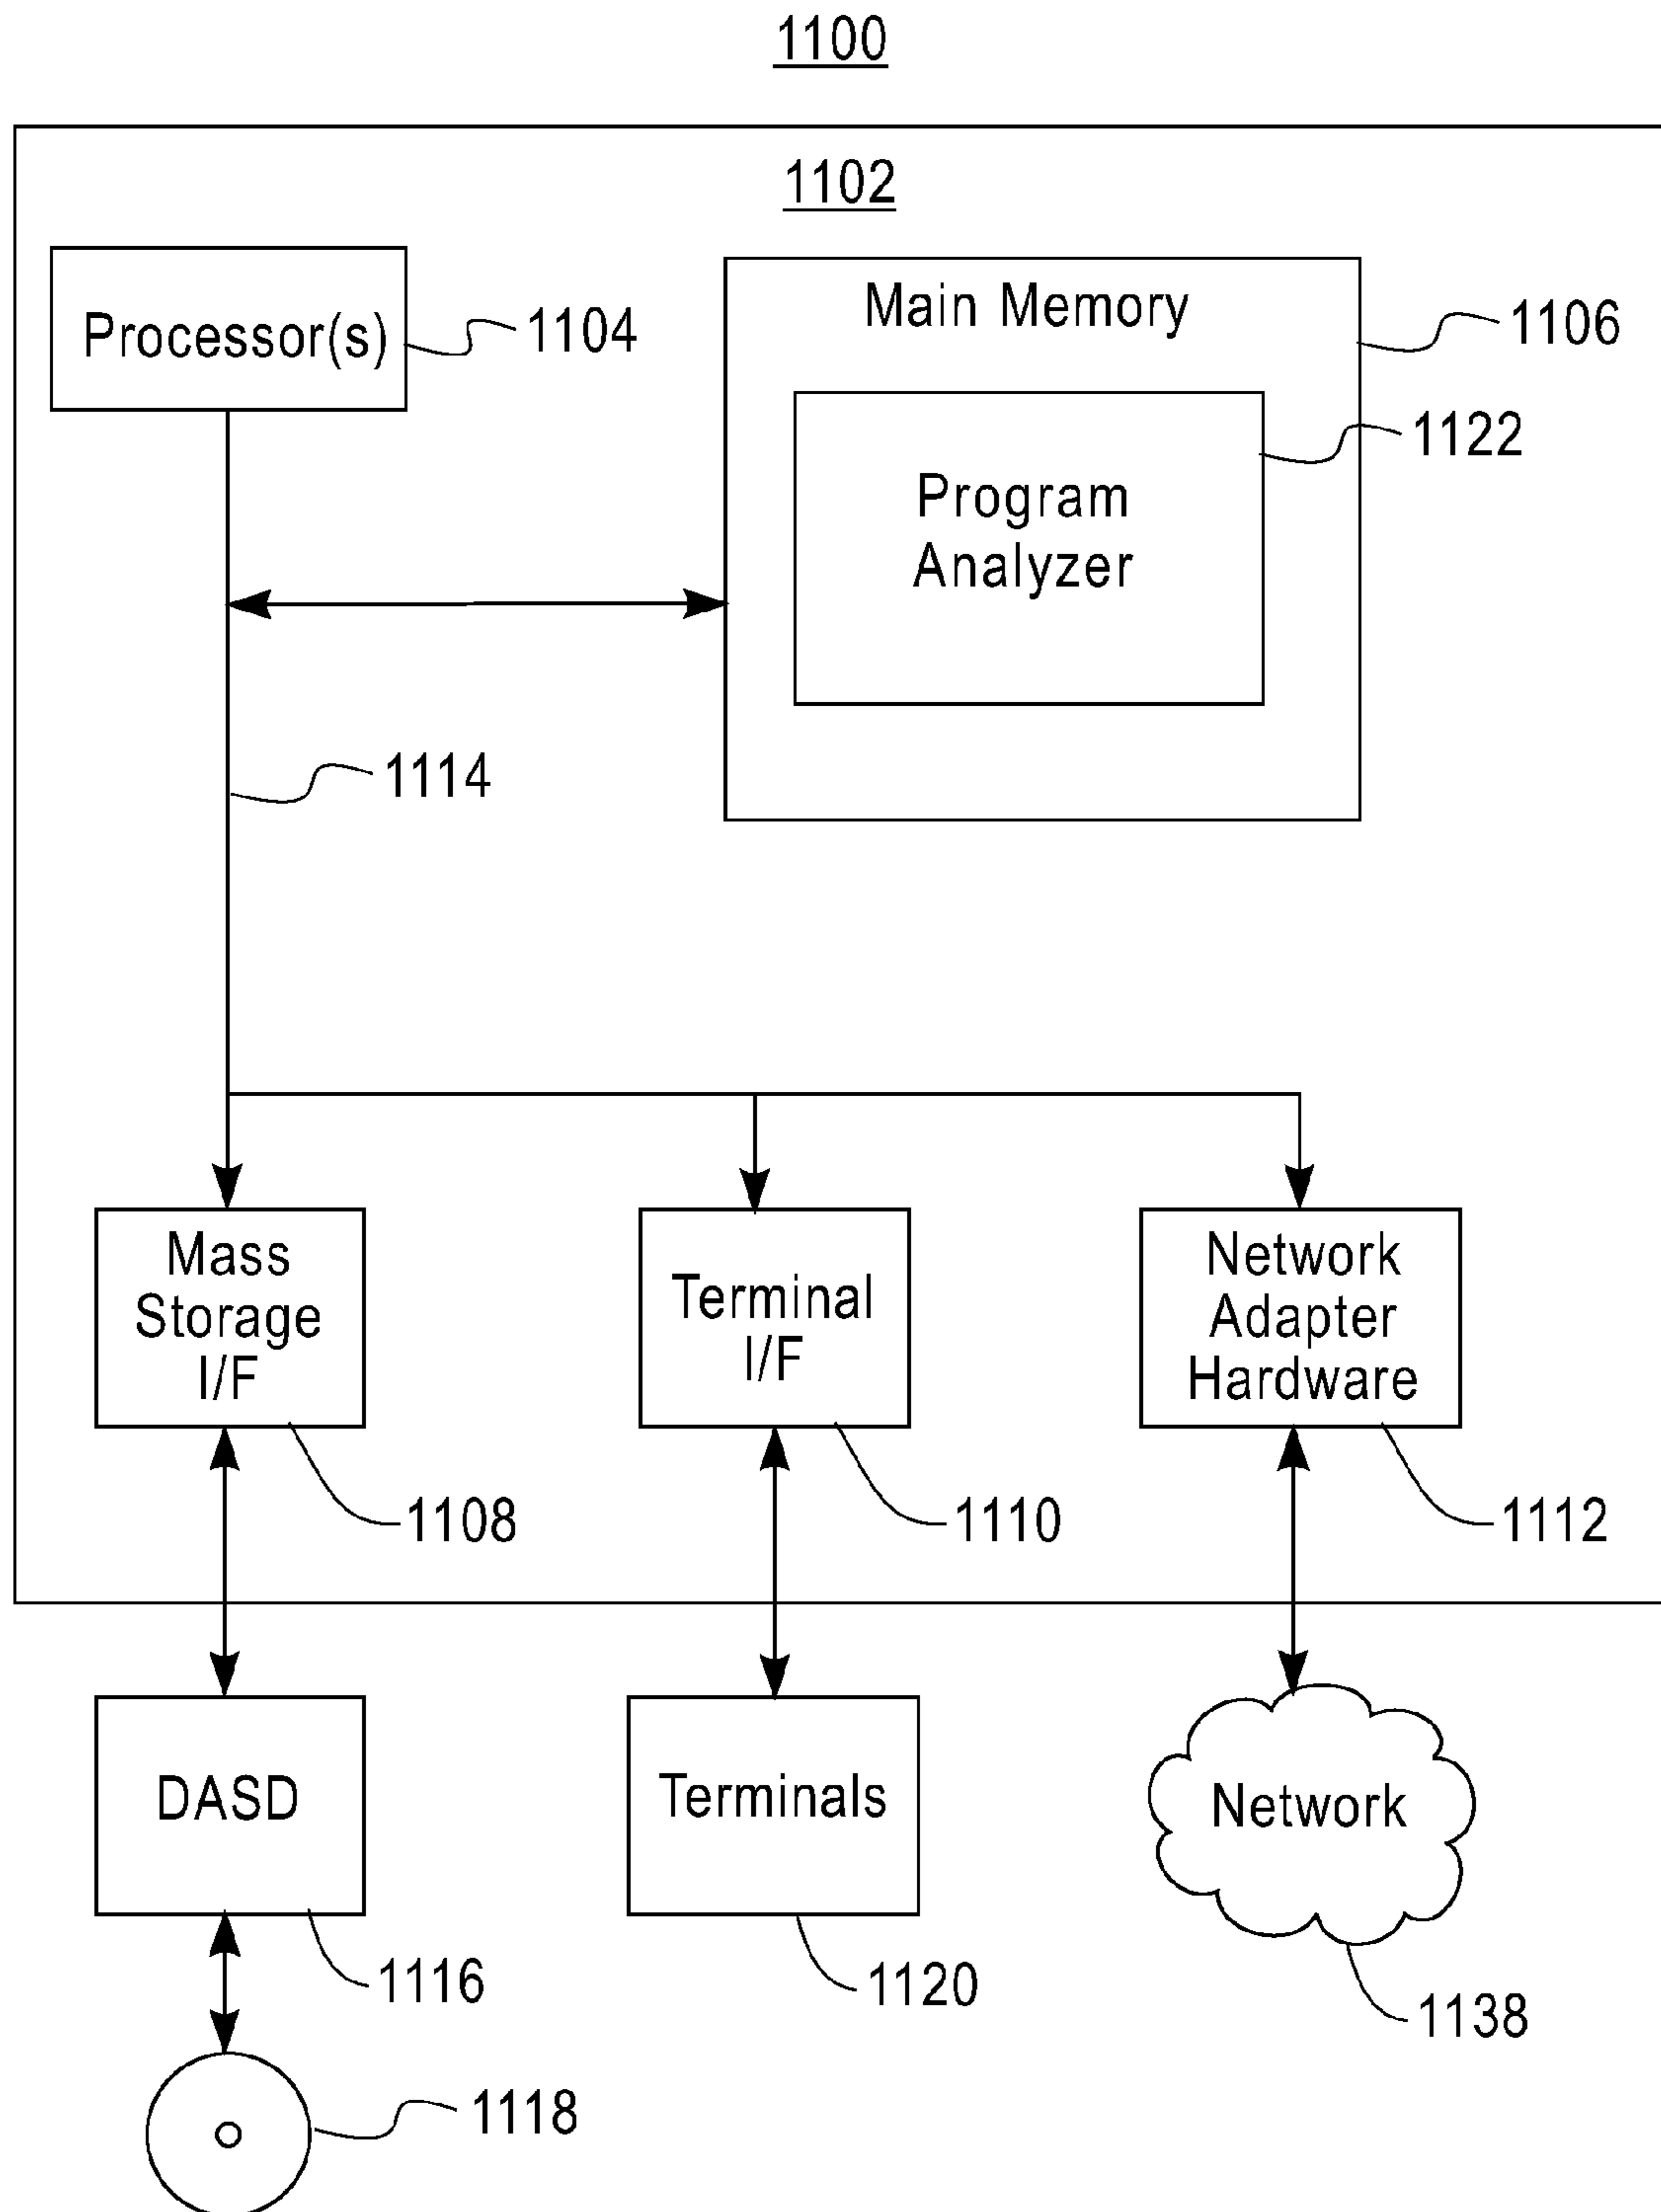 1100
1102
Processor(s)
1104
Main Memory
1106
1122
Program
Analyzer
1114
Mass
Storage
I/F
Terminal
I/F
Network
Adapter
Hardware
1108
1110
1112
DASD
Terminals
Network
1116
1120
1138
1118